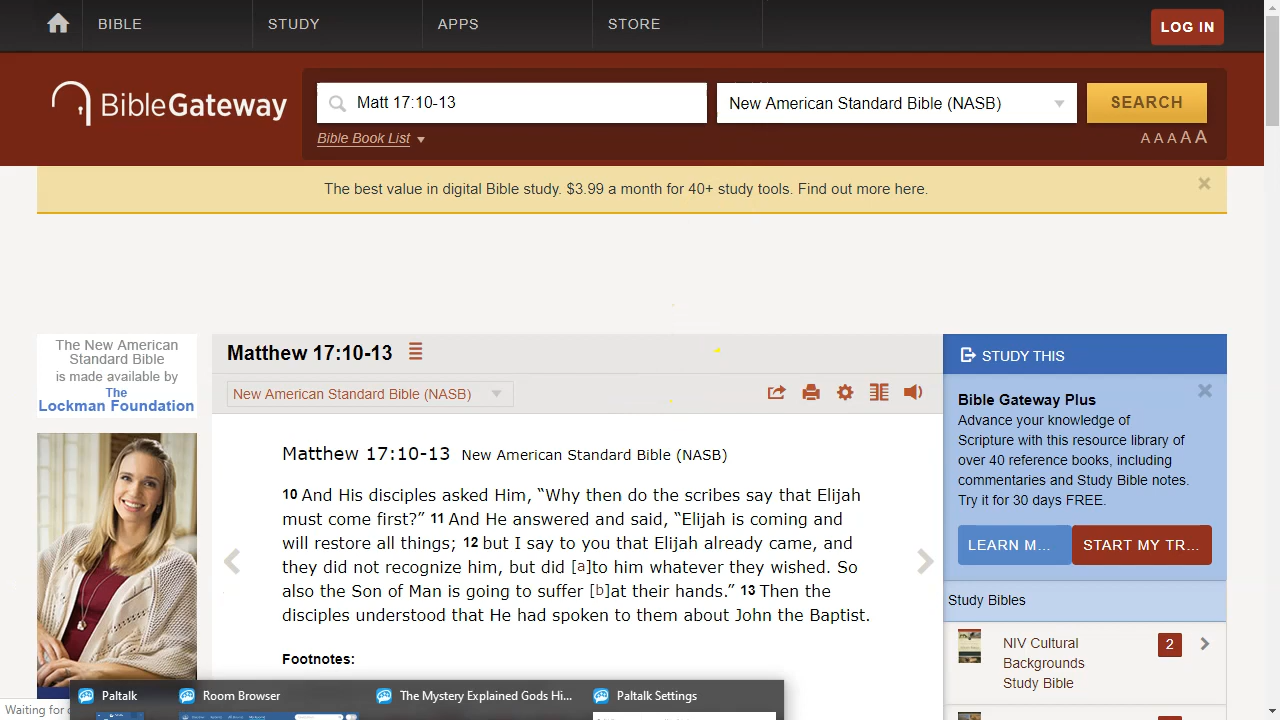 BIBLE
STUDY
APPS
STORE
LOG IN
BibleGateway
Matt 17:10-13
New American Standard Bible (NASB)
SEARCH
Bible Book List
A A A A A
The best value in digital Bible study. $3.99 a month for 40+ study tools. Find out more here.
The New American
Standard Bible
is made available by
The
Lockman Foundation
Matthew 17:10-13
New American Standard Bible (NASB)
Matthew 17:10-13 New American Standard Bible (NASB)
10 And His disciples asked Him, “Why then do the scribes say that Elijah
must come first?” 11 And He answered and said, “Elijah is coming and
will restore all things; 12 but I say to you that Elijah already came, and
they did not recognize him, but did [a]to him whatever they wished. So
also the Son of Man is going to suffer [b]at their hands.” 13 Then the
disciples understood that He had spoken to them about John the Baptist.
Footnotes:
STUDY THIS
Bible Gateway Plus
Advance your knowledge of
Scripture with this resource library of
over 40 reference books, including
commentaries and Study Bible notes.
Try it for 30 days FREE.
LEARN M...
START MY TR...
Study Bibles
NIV Cultural
Backgrounds
Study Bible
2
Waiting for
Paltalk
Room Browser
The Mystery Explained Gods Hi...
Paltalk Settings